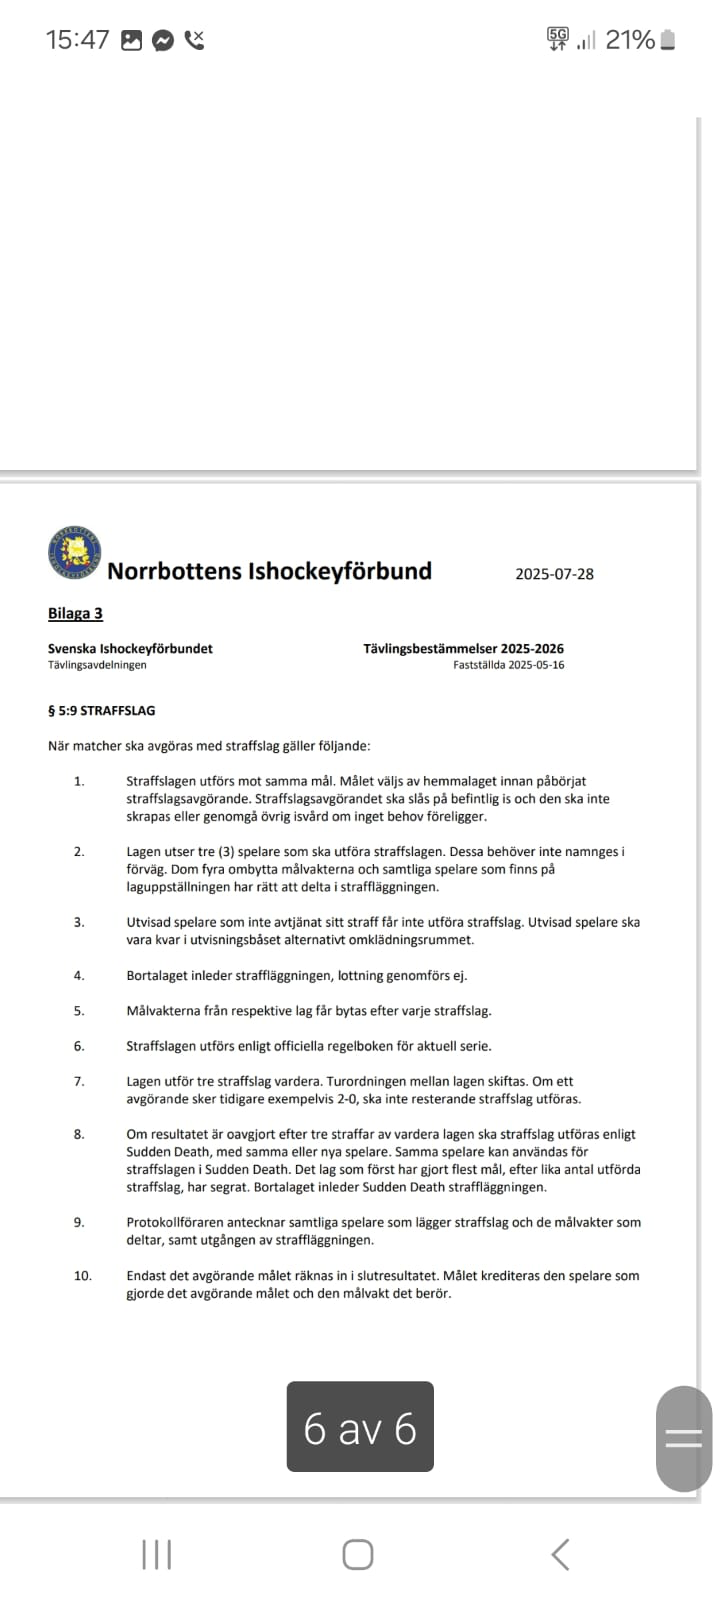 15:47
5G
21%
Norrbottens Ishockeyförbund
2025-07-28
Bilaga 3
Svenska Ishockeyförbundet
Tävlingsbestämmelser 2025-2026
Tävlingsavdelningen
Fastställda 2025-05-16
§ 5:9 STRAFFSLAG
När matcher ska avgöras med straffslag gäller följande:
1. Straffslagen utförs mot samma mål. Målet väljs av hemmalaget innan påbörjat
straffslagsavgörande. Straffslagsavgörandet ska slås på befintlig is och den ska inte
skrapas eller genomgå övrig isvård om inget behov föreligger.
2. Lagen utser tre (3) spelare som ska utföra straffslagen. Dessa behöver inte namnges i
förväg. Dom fyra ombytta målvakterna och samtliga spelare som finns på
laguppställningen har rätt att delta i straffläggningen.
3. Utvisad spelare som inte avtjänat sitt straff får inte utföra straffslag. Utvisad spelare ska
vara kvar i utvisningsbåset alternativt omklädningsrummet.
4. Bortalaget inleder straffläggningen, lottning genomförs ej.
5. Målvakterna från respektive lag får bytas efter varje straffslag.
6. Straffslagen utförs enligt officiella regelboken för aktuell serie.
7. Lagen utför tre straffslag vardera. Turordningen mellan lagen skiftas. Om ett
avgörande sker tidigare exempelvis 2-0, ska inte resterande straffslag utföras.
8. Om resultatet är oavgjort efter tre straffar av vardera lagen ska straffslag utföras enligt
Sudden Death, med samma eller nya spelare. Samma spelare kan användas för
straffslagen i Sudden Death. Det lag som först har gjort flest mål, efter lika antal utförda
straffslag, har segrat. Bortalaget inleder Sudden Death straffläggningen.
9. Protokollföraren antecknar samtliga spelare som lägger straffslag och de målvakter som
deltar, samt utgången av straffläggningen.
10. Endast det avgörande målet räknas in i slutresultatet. Målet krediteras den spelare som
gjorde det avgörande målet och den målvakt det berör.
6 av 6